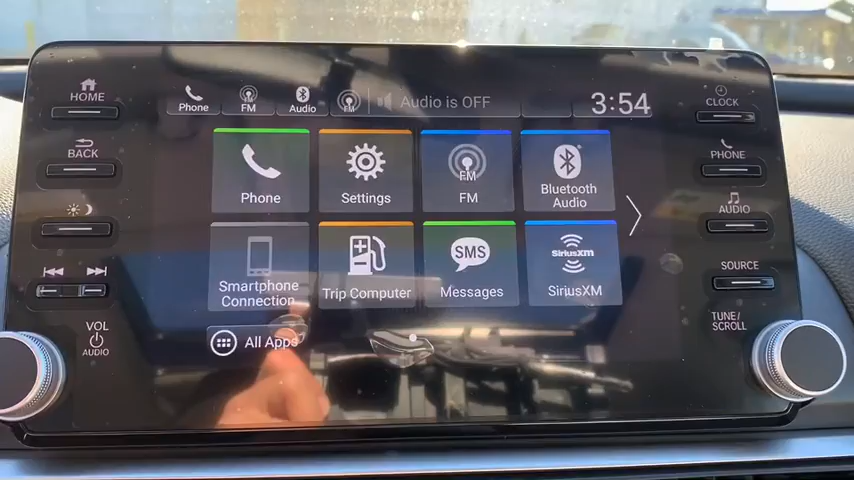 HOME
Phone
FM
Audio
FM
Audio is OFF
3:54
CLOCK
BACK
PHONE
Phone
Settings
FM
FM
Bluetooth
Audio
AUDIO
Smartphone
Connection
Trip Computer
SMS
Messages
SiriusXM
SiriusXM
SOURCE
VOL
AUDIO
All Apps
TUNE/
SCROLL